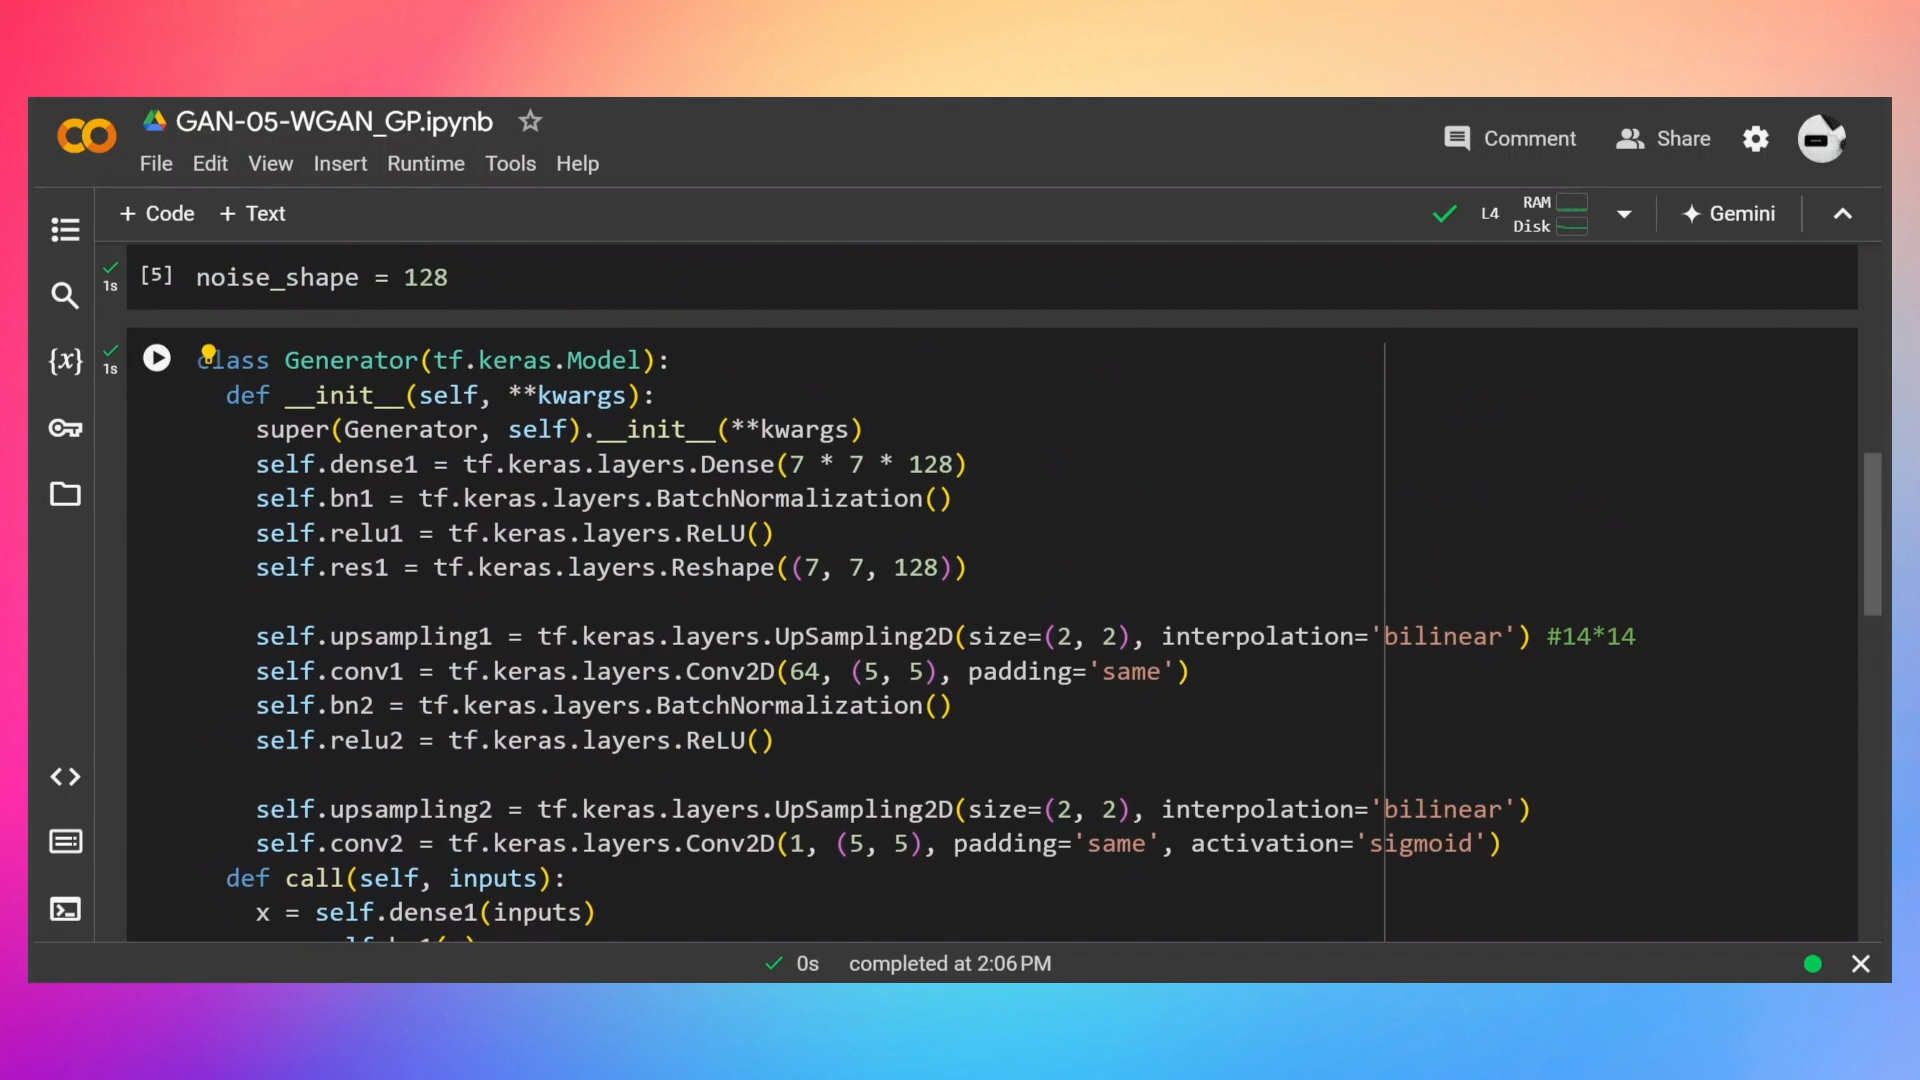 GAN-05-WGAN_GP.ipynb
File Edit View Insert Runtime Tools Help
Comment Share
+ Code + Text
L4 RAM Disk Gemini
1s [5] noise_shape = 128
1s class Generator(tf.keras.Model):
def __init__(self, **kwargs):
super(Generator, self).__init__(**kwargs)
self.dense1 = tf.keras.layers.Dense(7 * 7 * 128)
self.bn1 = tf.keras.layers.BatchNormalization()
self.relu1 = tf.keras.layers.ReLU()
self.res1 = tf.keras.layers.Reshape((7, 7, 128))
self.upsampling1 = tf.keras.layers.UpSampling2D(size=(2, 2), interpolation='bilinear') #14*14
self.conv1 = tf.keras.layers.Conv2D(64, (5, 5), padding='same')
self.bn2 = tf.keras.layers.BatchNormalization()
self.relu2 = tf.keras.layers.ReLU()
self.upsampling2 = tf.keras.layers.UpSampling2D(size=(2, 2), interpolation='bilinear')
self.conv2 = tf.keras.layers.Conv2D(1, (5, 5), padding='same', activation='sigmoid')
def call(self, inputs):
x = self.dense1(inputs)
0s completed at 2:06 PM